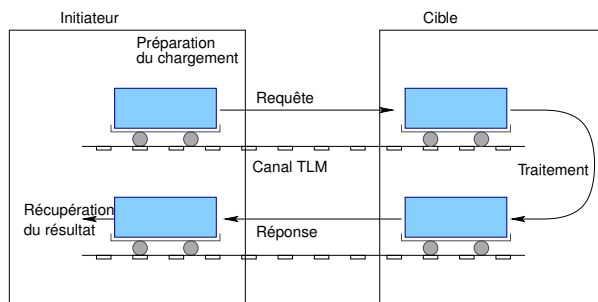 Initiateur
Cible
Préparation
du chargement
Requête
Canal TLM
Traitement
Récupération
du résultat
Réponse